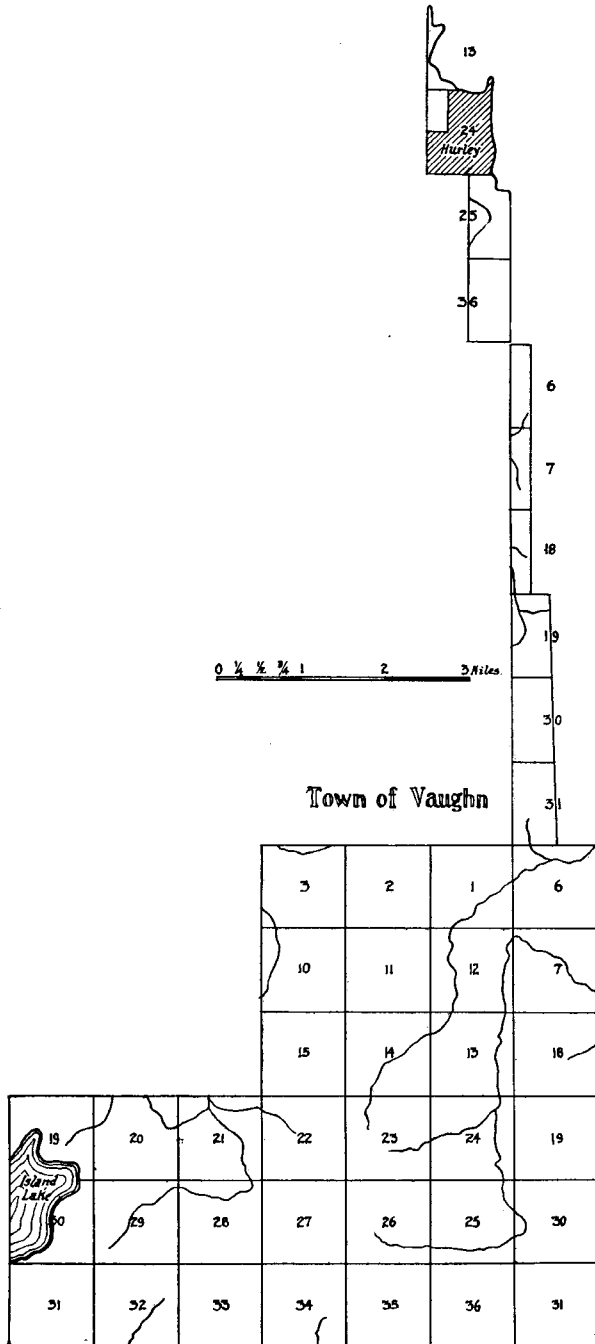 13
24
Hurley
25
36
6
7
18
19
0 ¼ ½ ¾ 1 2 3 Miles.
30
Town of Vaughn
31
3 2 1 6
10 11 12 7
15 14 13 18
19 20 21 22 23 24 19
Island
Lake
30 29 28 27 26 25 30
31 32 33 34 35 36 31